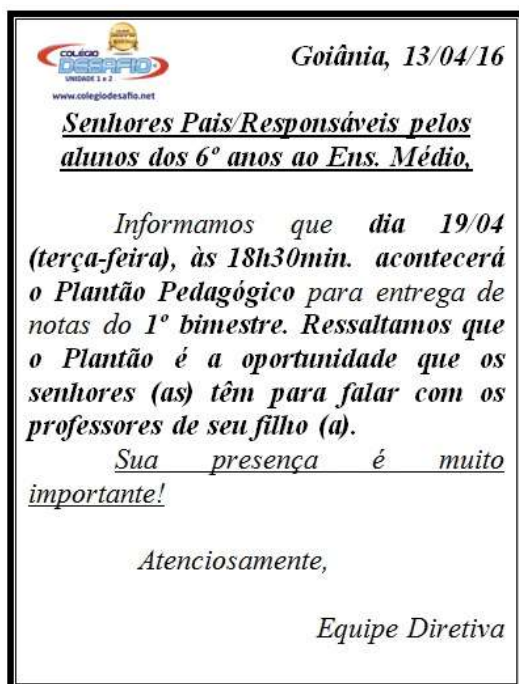 COLÉGIO
DESAFIO
UNIDADE 1 e 2
www.colegiodesafio.net
Goiânia, 13/04/16
Senhores Pais/Responsáveis pelos
alunos dos 6º anos ao Ens. Médio,
Informamos que dia 19/04
(terça-feira), às 18h30min. acontecerá
o Plantão Pedagógico para entrega de
notas do 1º bimestre. Ressaltamos que
o Plantão é a oportunidade que os
senhores (as) têm para falar com os
professores de seu filho (a).
Sua presença é muito
importante!
Atenciosamente,
Equipe Diretiva